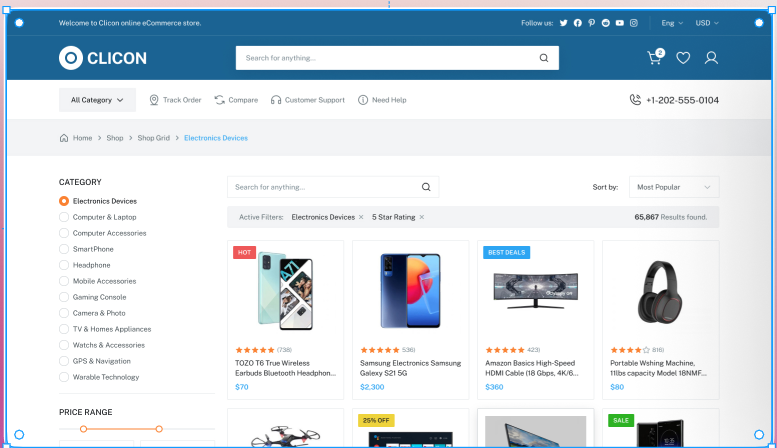 Welcome to Clicon online eCommerce store.
Follow us:
Eng
USD
CLICON
Search for anything...
2
All Category
Track Order
Compare
Customer Support
Need Help
+1-202-555-0104
Home > Shop > Shop Grid > Electronics Devices
CATEGORY
Electronics Devices
Computer & Laptop
Computer Accessories
SmartPhone
Headphone
Mobile Accessories
Gaming Console
Camera & Photo
TV & Homes Appliances
Watchs & Accessories
GPS & Navigation
Warable Technology
PRICE RANGE
Search for anything...
Sort by:
Most Popular
Active Filters:
Electronics Devices ×
5 Star Rating ×
65,867 Results found.
HOT
A71
(738)
TOZO T6 True Wireless
Earbuds Bluetooth Headphon...
$70
536)
Samsung Electronics Samsung
Galaxy S21 5G
$2,300
BEST DEALS
423)
Amazon Basics High-Speed
HDMI Cable (18 Gbps, 4K/6...
$360
816)
Portable Wshing Machine,
11lbs capacity Model 18NMF...
$80
25% OFF
SALE